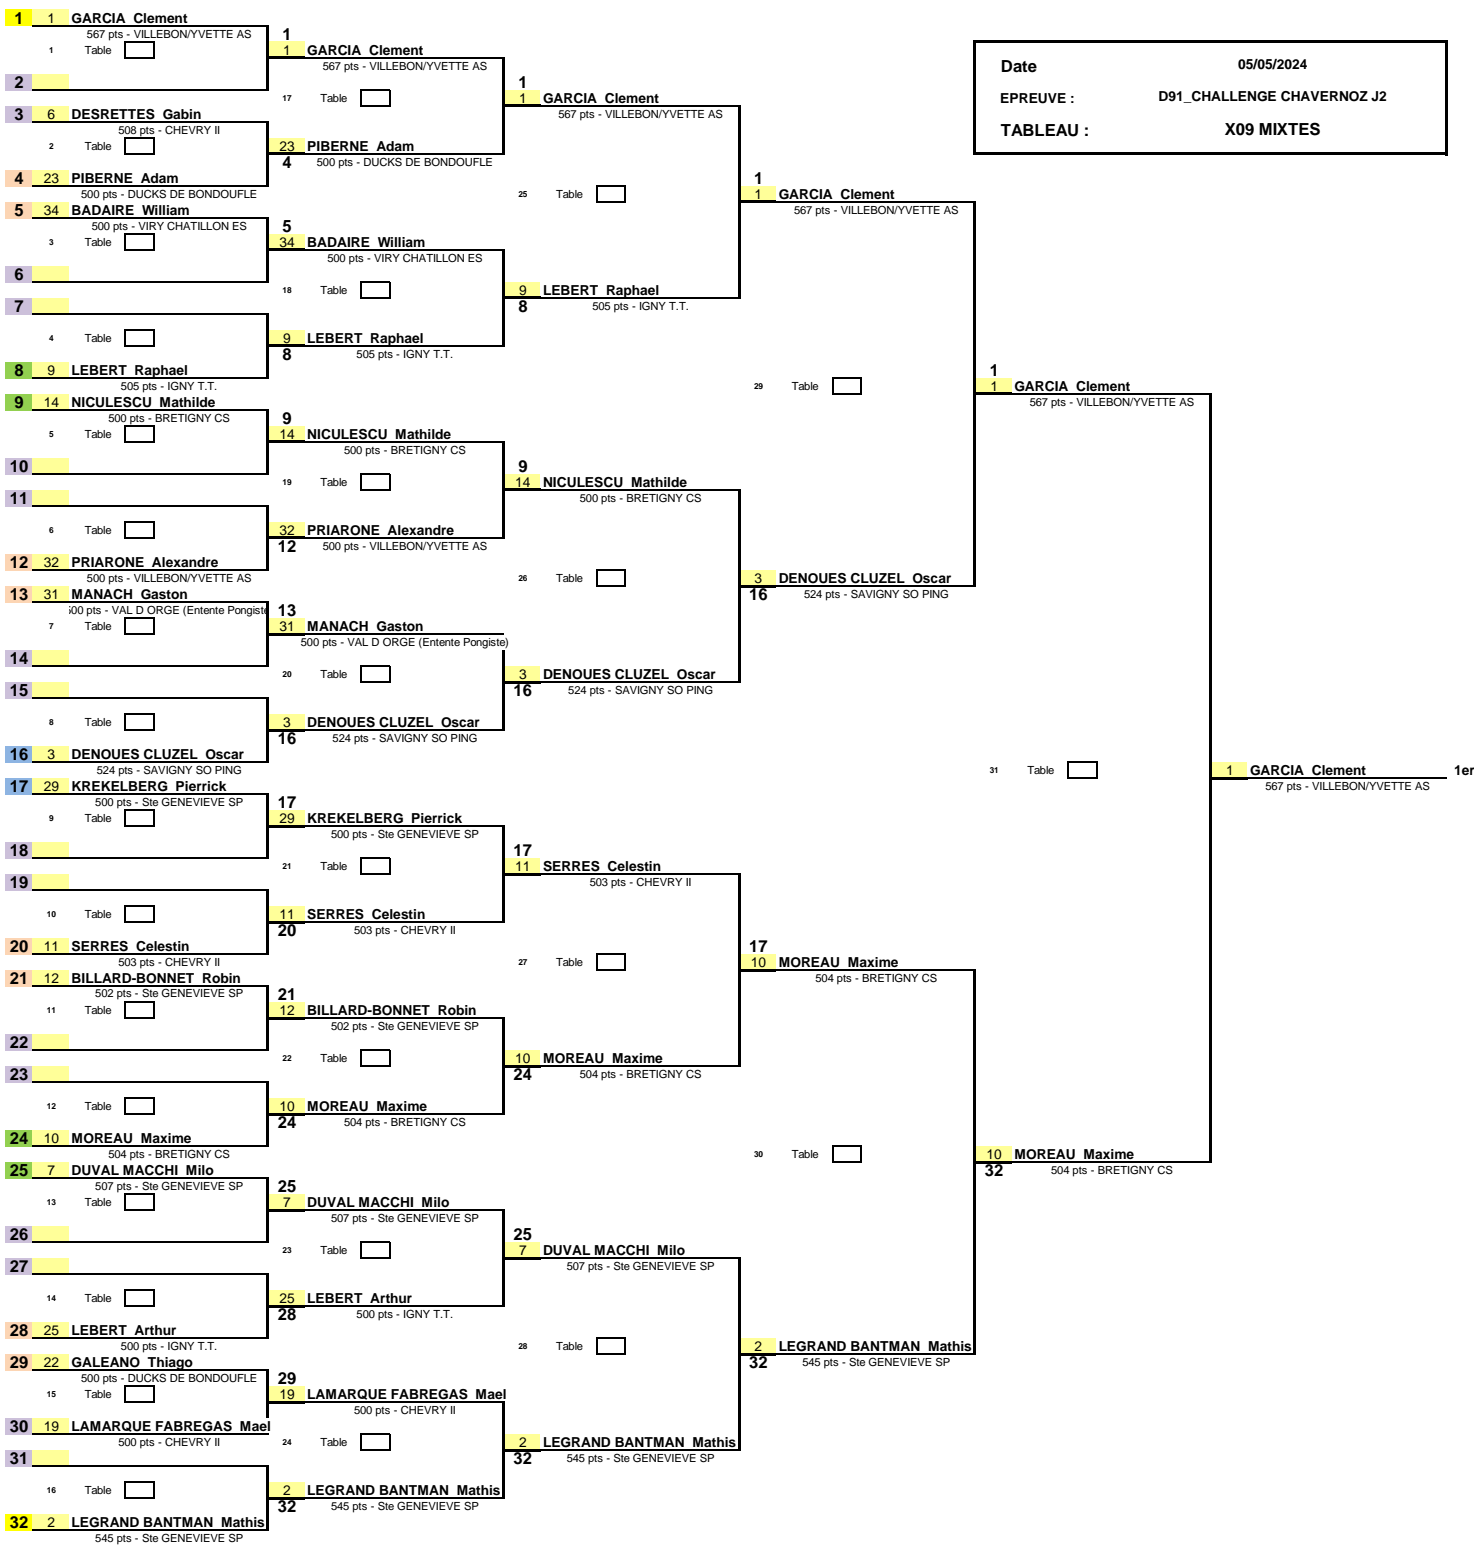 Date 05/05/2024
EPREUVE : D91_CHALLENGE CHAVERNOZ J2
TABLEAU : X09 MIXTES
1 1 GARCIA Clement
567 pts - VILLEBON/YVETTE AS
1 Table
2
3 6 DESRETTES Gabin
508 pts - CHEVRY II
2 Table
4 23 PIBERNE Adam
500 pts - DUCKS DE BONDOUFLE
5 34 BADAIRE William
500 pts - VIRY CHATILLON ES
3 Table
6
7
4 Table
8 9 LEBERT Raphael
505 pts - IGNY T.T.
9 14 NICULESCU Mathilde
500 pts - BRETIGNY CS
5 Table
10
11
6 Table
12 32 PRIARONE Alexandre
500 pts - VILLEBON/YVETTE AS
13 31 MANACH Gaston
500 pts - VAL D ORGE (Entente Pongiste
7 Table
14
15
8 Table
16 3 DENOUES CLUZEL Oscar
524 pts - SAVIGNY SO PING
17 29 KREKELBERG Pierrick
500 pts - Ste GENEVIEVE SP
9 Table
18
19
10 Table
20 11 SERRES Celestin
503 pts - CHEVRY II
21 12 BILLARD-BONNET Robin
502 pts - Ste GENEVIEVE SP
11 Table
22
23
12 Table
24 10 MOREAU Maxime
504 pts - BRETIGNY CS
25 7 DUVAL MACCHI Milo
507 pts - Ste GENEVIEVE SP
13 Table
26
27
14 Table
28 25 LEBERT Arthur
500 pts - IGNY T.T.
29 22 GALEANO Thiago
500 pts - DUCKS DE BONDOUFLE
15 Table
30 19 LAMARQUE FABREGAS Mael
500 pts - CHEVRY II
31
16 Table
32 2 LEGRAND BANTMAN Mathis
545 pts - Ste GENEVIEVE SP
1
1 GARCIA Clement
567 pts - VILLEBON/YVETTE AS
17 Table
23 PIBERNE Adam
4 500 pts - DUCKS DE BONDOUFLE
5
34 BADAIRE William
500 pts - VIRY CHATILLON ES
18 Table
9 LEBERT Raphael
8 505 pts - IGNY T.T.
9
14 NICULESCU Mathilde
500 pts - BRETIGNY CS
19 Table
32 PRIARONE Alexandre
12 500 pts - VILLEBON/YVETTE AS
13
31 MANACH Gaston
500 pts - VAL D ORGE (Entente Pongiste)
20 Table
3 DENOUES CLUZEL Oscar
16 524 pts - SAVIGNY SO PING
17
29 KREKELBERG Pierrick
500 pts - Ste GENEVIEVE SP
21 Table
11 SERRES Celestin
20 503 pts - CHEVRY II
21
12 BILLARD-BONNET Robin
502 pts - Ste GENEVIEVE SP
22 Table
10 MOREAU Maxime
24 504 pts - BRETIGNY CS
25
7 DUVAL MACCHI Milo
507 pts - Ste GENEVIEVE SP
23 Table
25 LEBERT Arthur
28 500 pts - IGNY T.T.
29
19 LAMARQUE FABREGAS Mael
500 pts - CHEVRY II
24 Table
2 LEGRAND BANTMAN Mathis
32 545 pts - Ste GENEVIEVE SP
1
1 GARCIA Clement
567 pts - VILLEBON/YVETTE AS
25 Table
9 LEBERT Raphael
8 505 pts - IGNY T.T.
9
14 NICULESCU Mathilde
500 pts - BRETIGNY CS
26 Table
3 DENOUES CLUZEL Oscar
16 524 pts - SAVIGNY SO PING
17
11 SERRES Celestin
503 pts - CHEVRY II
27 Table
10 MOREAU Maxime
24 504 pts - BRETIGNY CS
25
7 DUVAL MACCHI Milo
507 pts - Ste GENEVIEVE SP
28 Table
2 LEGRAND BANTMAN Mathis
32 545 pts - Ste GENEVIEVE SP
1
1 GARCIA Clement
567 pts - VILLEBON/YVETTE AS
29 Table
3 DENOUES CLUZEL Oscar
16 524 pts - SAVIGNY SO PING
17
10 MOREAU Maxime
504 pts - BRETIGNY CS
30 Table
2 LEGRAND BANTMAN Mathis
32 545 pts - Ste GENEVIEVE SP
1
1 GARCIA Clement
567 pts - VILLEBON/YVETTE AS
31 Table
10 MOREAU Maxime
32 504 pts - BRETIGNY CS
1 GARCIA Clement 1er
567 pts - VILLEBON/YVETTE AS